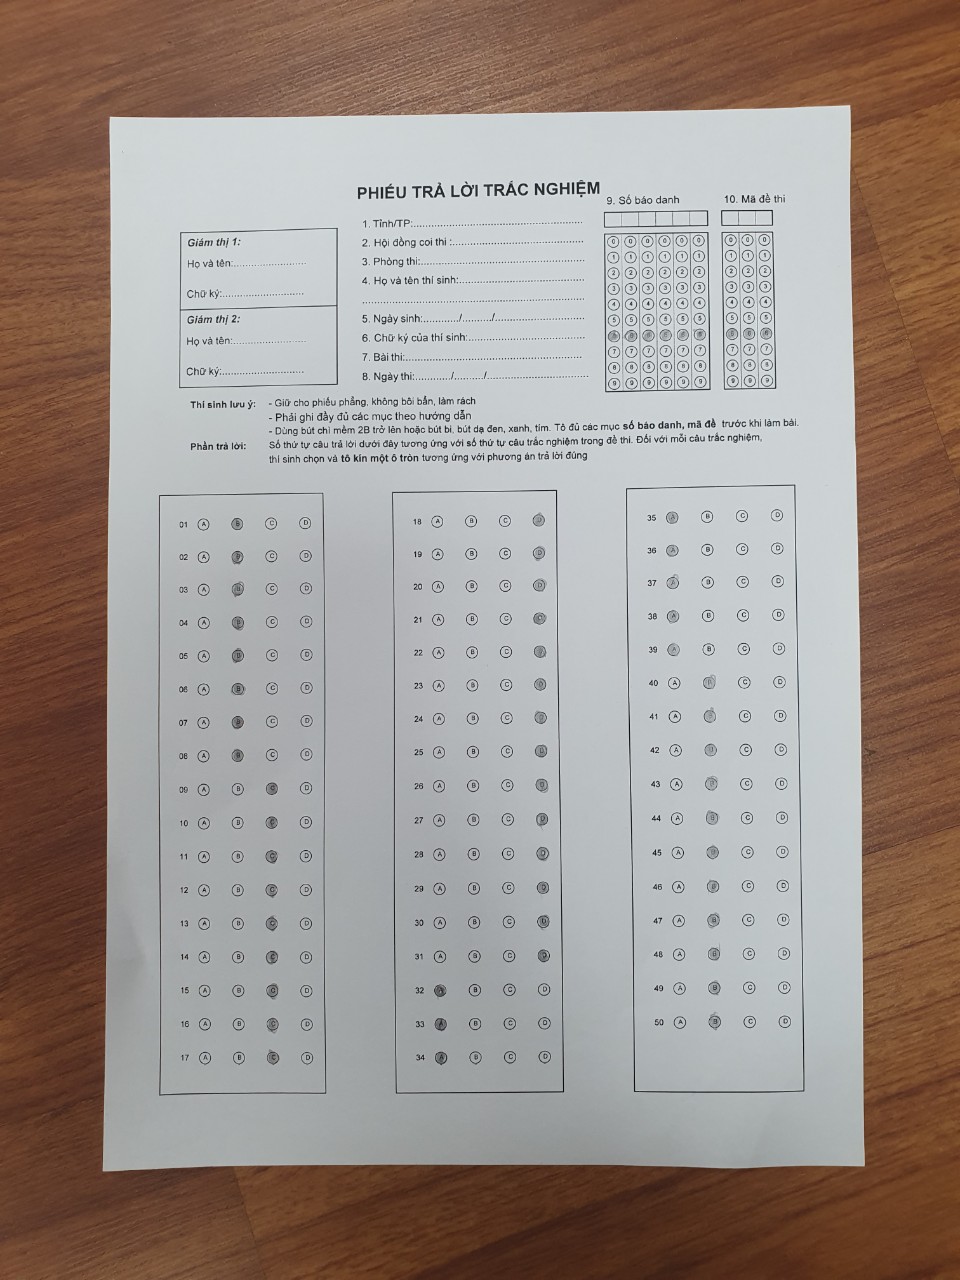 PHIẾU TRẢ LỜI TRẮC NGHIỆM
Giám thị 1:
Họ và tên:............................
Chữ ký:...............................
Giám thị 2:
Họ và tên:............................
Chữ ký:...............................
1. Tỉnh/TP:......................................................
2. Hội đồng coi thi :..........................................
3. Phòng thi:....................................................
4. Họ và tên thí sinh:........................................
........................................................................
5. Ngày sinh:............/........../..............................
6. Chữ ký của thí sinh:.....................................
7. Bài thi:.........................................................
8. Ngày thi:............/........../.................................
9. Số báo danh
0 0 0 0 0 0
1 1 1 1 1 1
2 2 2 2 2 2
3 3 3 3 3 3
4 4 4 4 4 4
5 5 5 5 5 5
6 6 6 6 6 6
7 7 7 7 7 7
8 8 8 8 8 8
9 9 9 9 9 9
10. Mã đề thi
0 0 0
1 1 1
2 2 2
3 3 3
4 4 4
5 5 5
6 6 6
7 7 7
8 8 8
9 9 9
Thí sinh lưu ý: - Giữ cho phiếu phẳng, không bôi bẩn, làm rách
- Phải ghi đầy đủ các mục theo hướng dẫn
- Dùng bút chì mềm 2B trở lên hoặc bút bi, bút dạ đen, xanh, tím. Tô đủ các mục số báo danh, mã đề trước khi làm bài.
Phần trả lời: Số thứ tự câu trả lời dưới đây tương ứng với số thứ tự câu trắc nghiệm trong đề thi. Đối với mỗi câu trắc nghiệm,
thí sinh chọn và tô kín một ô tròn tương ứng với phương án trả lời đúng
01 A B C D
02 A B C D
03 A B C D
04 A B C D
05 A B C D
06 A B C D
07 A B C D
08 A B C D
09 A B C D
10 A B C D
11 A B C D
12 A B C D
13 A B C D
14 A B C D
15 A B C D
16 A B C D
17 A B C D
18 A B C D
19 A B C D
20 A B C D
21 A B C D
22 A B C D
23 A B C D
24 A B C D
25 A B C D
26 A B C D
27 A B C D
28 A B C D
29 A B C D
30 A B C D
31 A B C D
32 A B C D
33 A B C D
34 A B C D
35 A B C D
36 A B C D
37 A B C D
38 A B C D
39 A B C D
40 A B C D
41 A B C D
42 A B C D
43 A B C D
44 A B C D
45 A B C D
46 A B C D
47 A B C D
48 A B C D
49 A B C D
50 A B C D